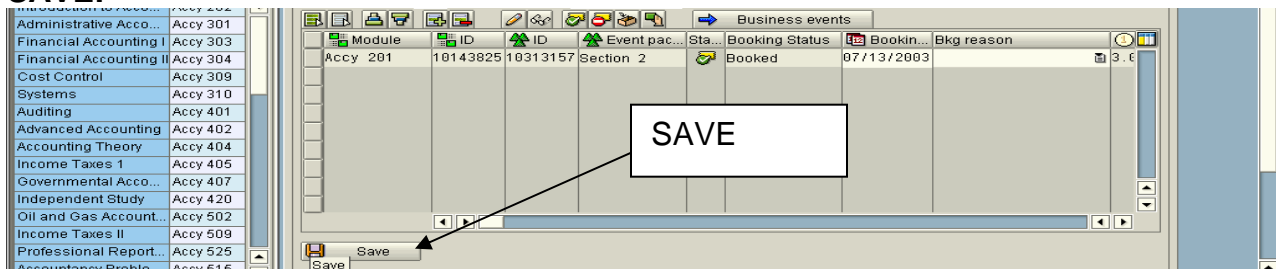 SAVE.
Administrative Acco... Accy 301
Financial Accounting I Accy 303
Financial Accounting II Accy 304
Cost Control Accy 309
Systems Accy 310
Auditing Accy 401
Advanced Accounting Accy 402
Accounting Theory Accy 404
Income Taxes 1 Accy 405
Governmental Acco... Accy 407
Independent Study Accy 420
Oil and Gas Account... Accy 502
Income Taxes II Accy 509
Professional Report... Accy 525
Business events
Module ID ID Event pac... Sta... Booking Status Bookin... Bkg reason
Accy 201 10143825 10313157 Section 2 Booked 07/13/2003
SAVE
Save
Save